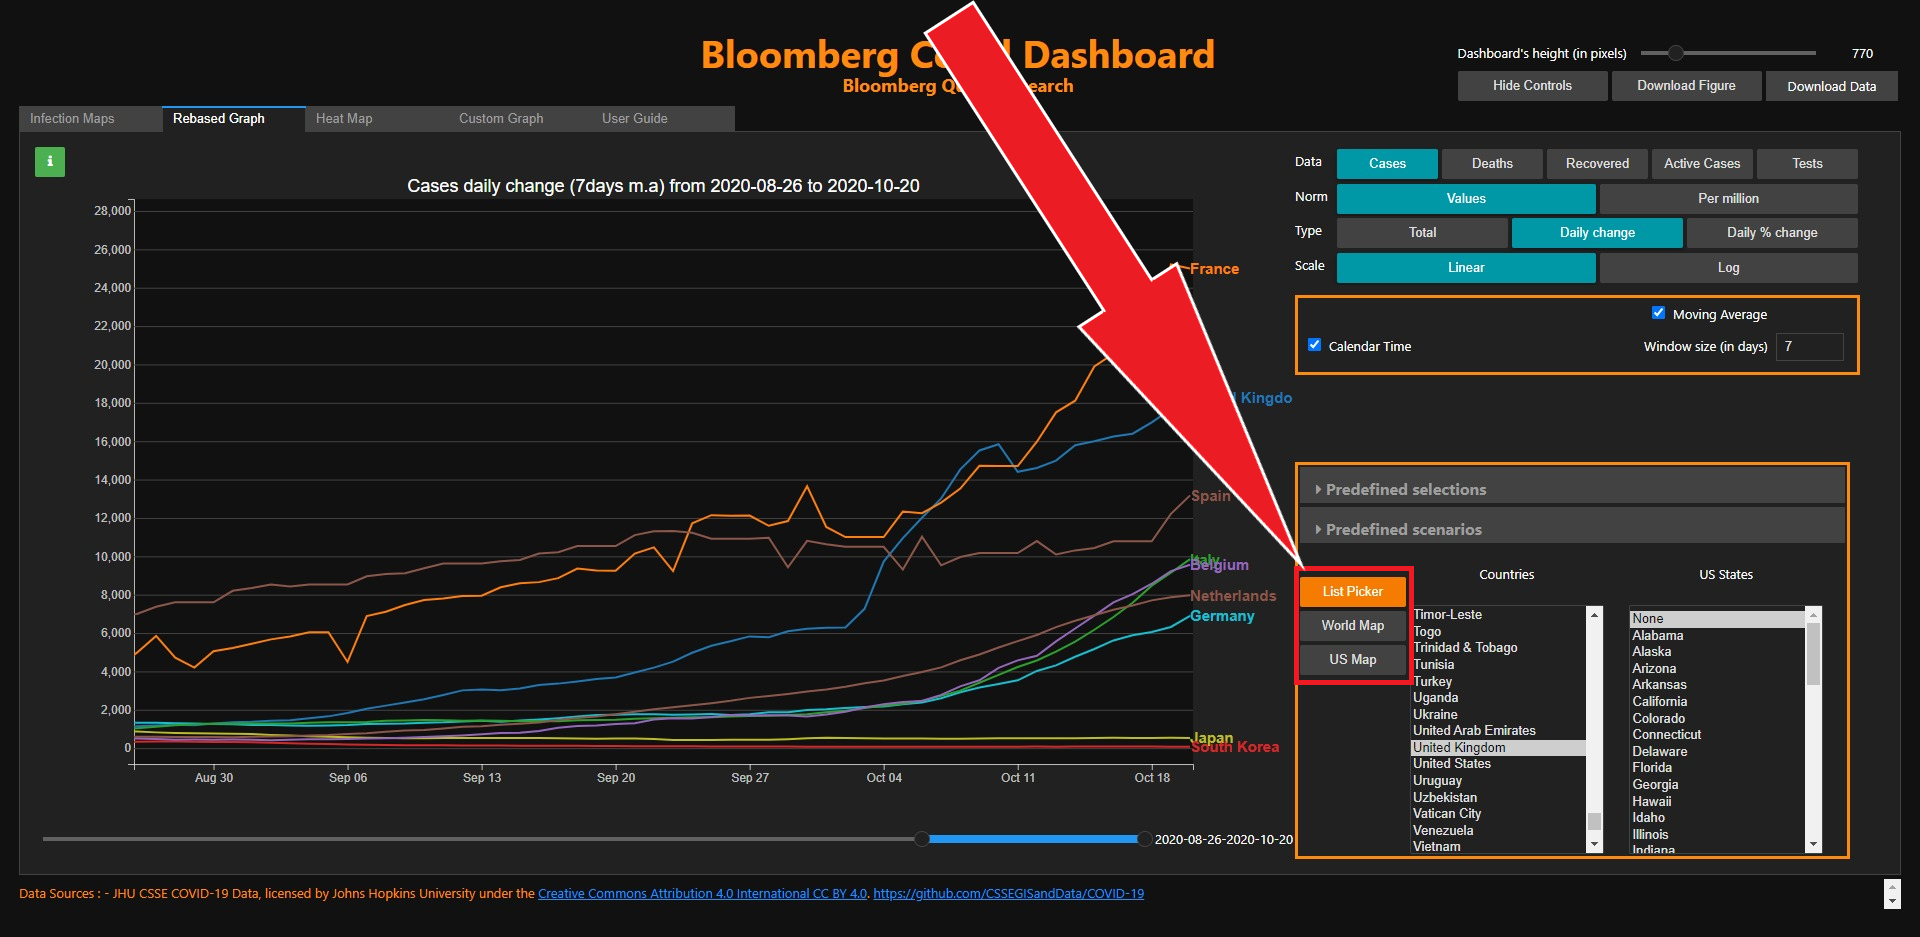 Bloomberg C d Dashboard
Bloomberg Q earch
Dashboard's height (in pixels) 770
Hide Controls Download Figure Download Data
Infection Maps Rebased Graph Heat Map Custom Graph User Guide
i
Cases daily change (7days m.a) from 2020-08-26 to 2020-10-20
28,000
26,000
24,000
22,000
20,000
18,000
16,000
14,000
12,000
10,000
8,000
6,000
4,000
2,000
0
Aug 30 Sep 06 Sep 13 Sep 20 Sep 27 Oct 04 Oct 11 Oct 18
France
Kingdo
Spain
Italy
Belgium
Netherlands
Germany
Japan
South Korea
2020-08-26-2020-10-20
Data Cases Deaths Recovered Active Cases Tests
Norm Values Per million
Type Total Daily change Daily % change
Scale Linear Log
Moving Average
Calendar Time Window size (in days) 7
Predefined selections
Predefined scenarios
List Picker
World Map
US Map
Countries
Timor-Leste
Togo
Trinidad & Tobago
Tunisia
Turkey
Uganda
Ukraine
United Arab Emirates
United Kingdom
United States
Uruguay
Uzbekistan
Vatican City
Venezuela
Vietnam
US States
None
Alabama
Alaska
Arizona
Arkansas
California
Colorado
Connecticut
Delaware
Florida
Georgia
Hawaii
Idaho
Illinois
Indiana
Data Sources : - JHU CSSE COVID-19 Data, licensed by Johns Hopkins University under the Creative Commons Attribution 4.0 International CC BY 4.0. https://github.com/CSSEGISandData/COVID-19